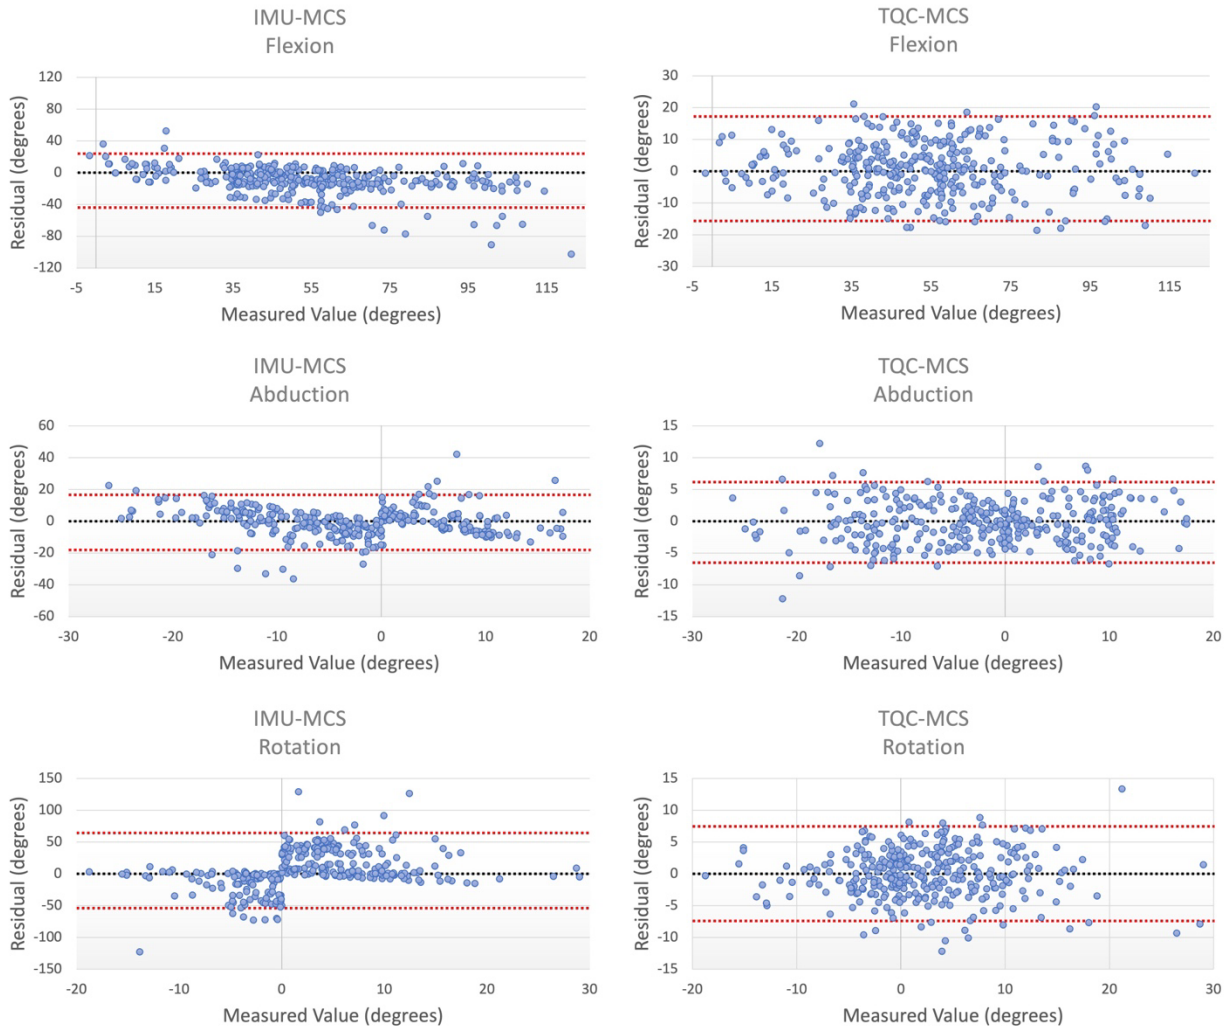 IMU-MCS
Flexion
120
80
40
0
-40
-80
-120
-5 15 35 55 75 95 115
Residual (degrees)
Measured Value (degrees)
TQC-MCS
Flexion
30
20
10
0
-10
-20
-30
-5 15 35 55 75 95 115
Residual (degrees)
Measured Value (degrees)
IMU-MCS
Abduction
60
40
20
0
-20
-40
-60
-30 -20 -10 0 10 20
Residual (degrees)
Measured Value (degrees)
TQC-MCS
Abduction
15
10
5
0
-5
-10
-15
-30 -20 -10 0 10 20
Residual (degrees)
Measured Value (degrees)
IMU-MCS
Rotation
150
100
50
0
-50
-100
-150
-20 -10 0 10 20 30
Residual (degrees)
Measured Value (degrees)
TQC-MCS
Rotation
15
10
5
0
-5
-10
-15
-20 -10 0 10 20 30
Residual (degrees)
Measured Value (degrees)